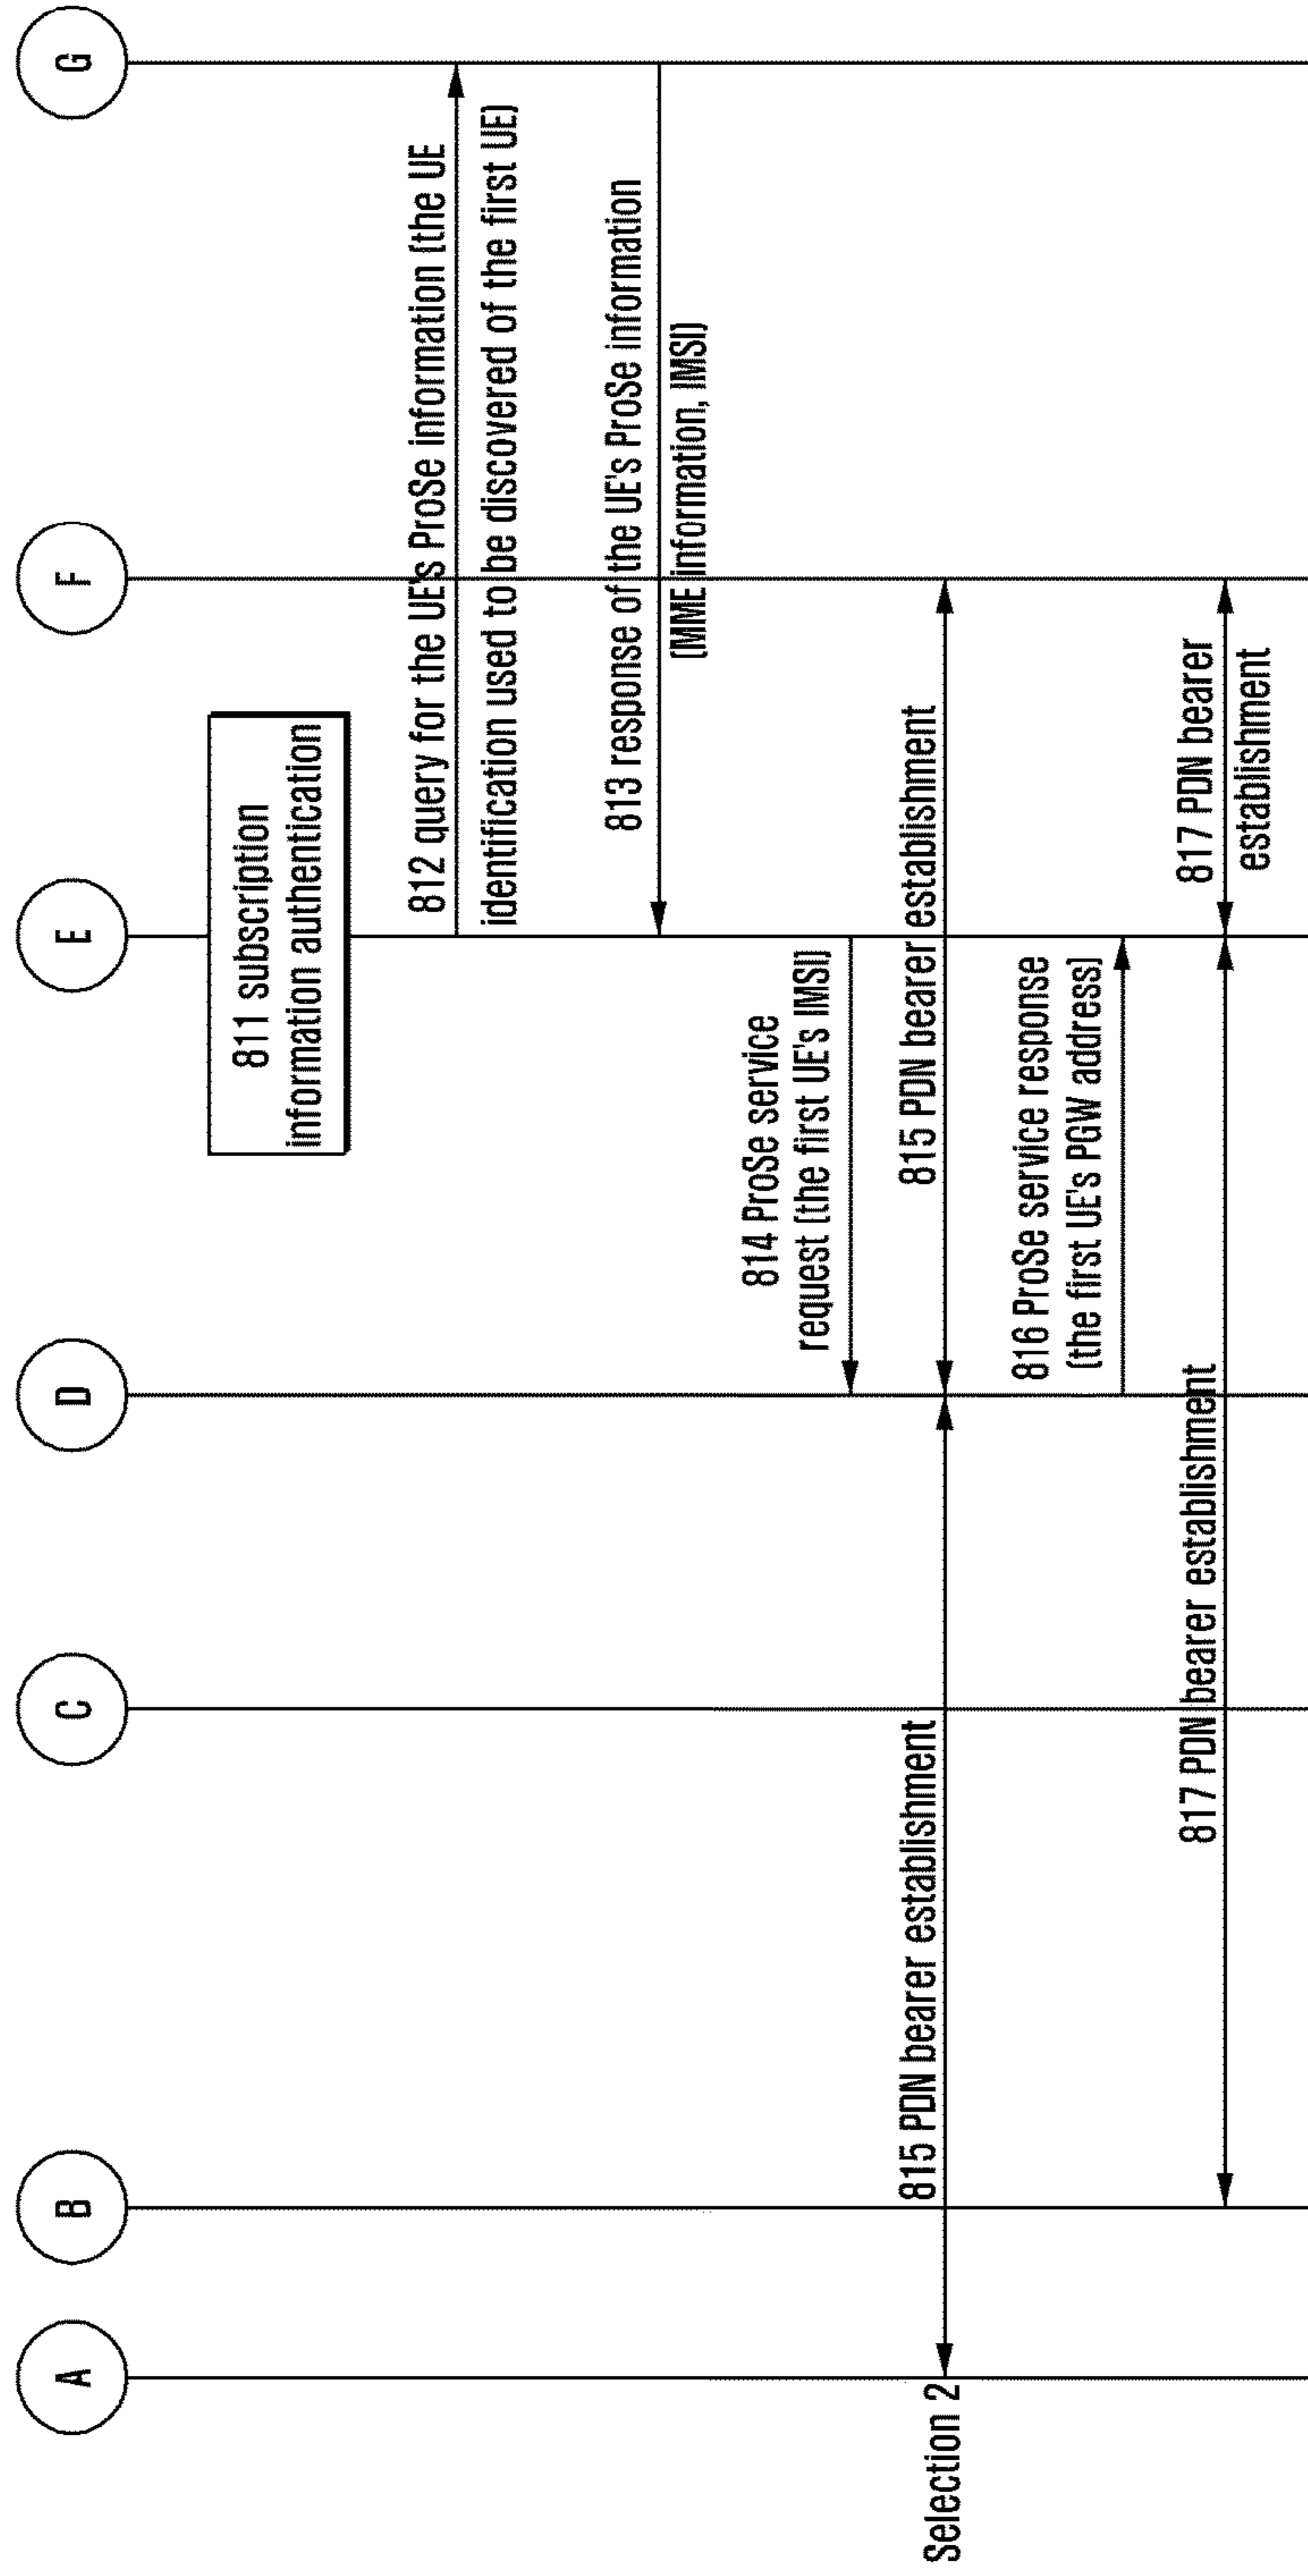 A
B
C
D
E
F
G
811 subscription
information authentication
812 query for the UE's ProSe information (the UE
identification used to be discovered of the first UE)
813 response of the UE's ProSe information
(MME information, IMSI)
814 ProSe service
request (the first UE's IMSI)
Selection 2
815 PDN bearer establishment
815 PDN bearer establishment
816 ProSe service response
(the first UE's PGW address)
817 PDN bearer establishment
817 PDN bearer
establishment